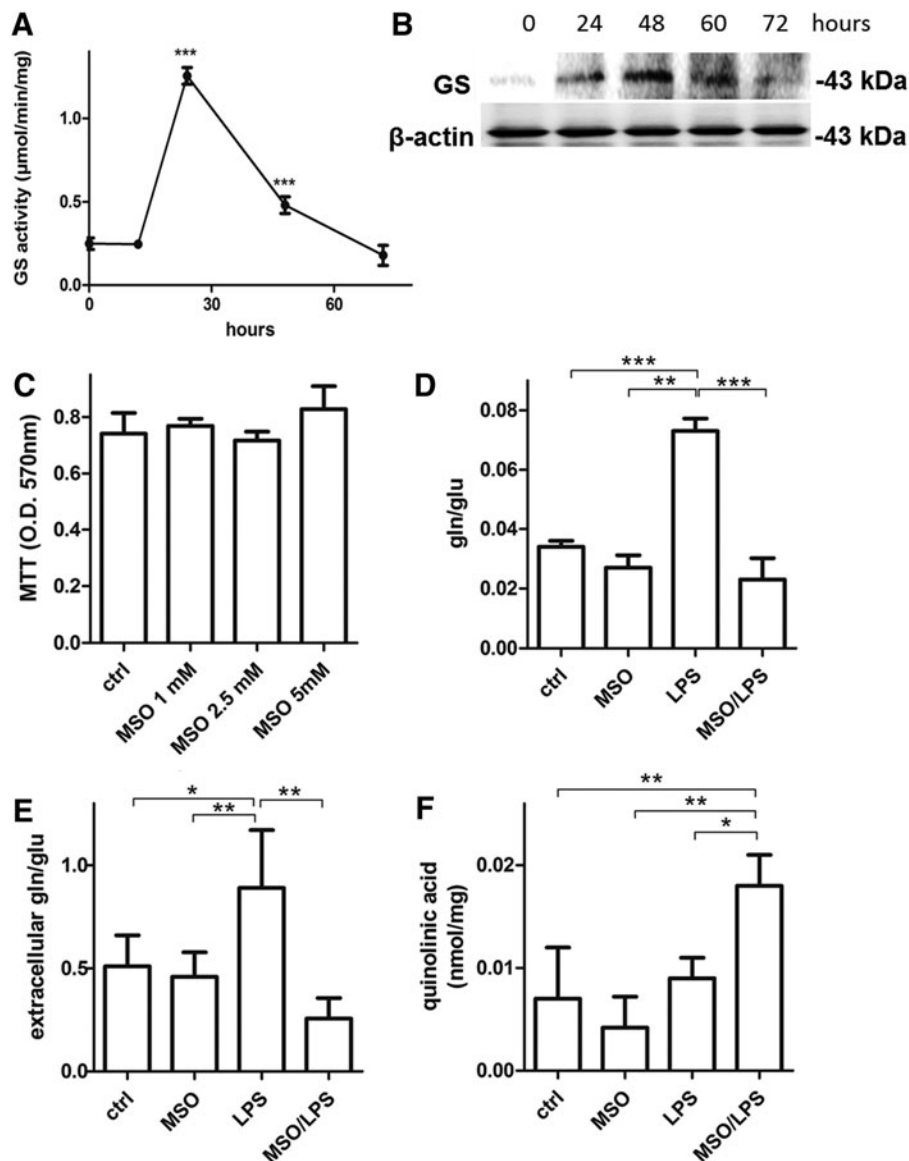 A
GS activity (µmol/min/mg)
1.0
0.5
0.0
***
***
0
30
60
hours
B
0 24 48 60 72 hours
GS
-43 kDa
β-actin
-43 kDa
C
MTT (O.D. 570nm)
0.8
0.6
0.4
0.2
0.0
ctrl
MSO 1 mM
MSO 2.5 mM
MSO 5mM
D
gln/glu
0.08
0.06
0.04
0.02
0.00
***
** ***
ctrl
MSO
LPS
MSO/LPS
E
extracellular gln/glu
1.0
0.5
0.0
* **
**
ctrl
MSO
LPS
MSO/LPS
F
quinolinic acid
(nmol/mg)
0.02
0.01
0.00
**
**
*
ctrl
MSO
LPS
MSO/LPS